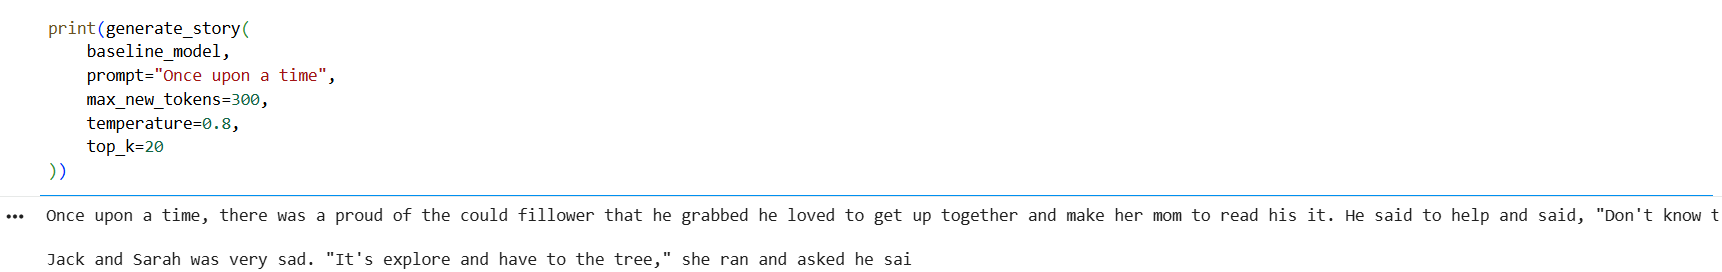 print(generate_story(
    baseline_model,
    prompt="Once upon a time",
    max_new_tokens=300,
    temperature=0.8,
    top_k=20
))
Once upon a time, there was a proud of the could fillower that he grabbed he loved to get up together and make her mom to read his it. He said to help and said, "Don't know t
Jack and Sarah was very sad. "It's explore and have to the tree," she ran and asked he sai